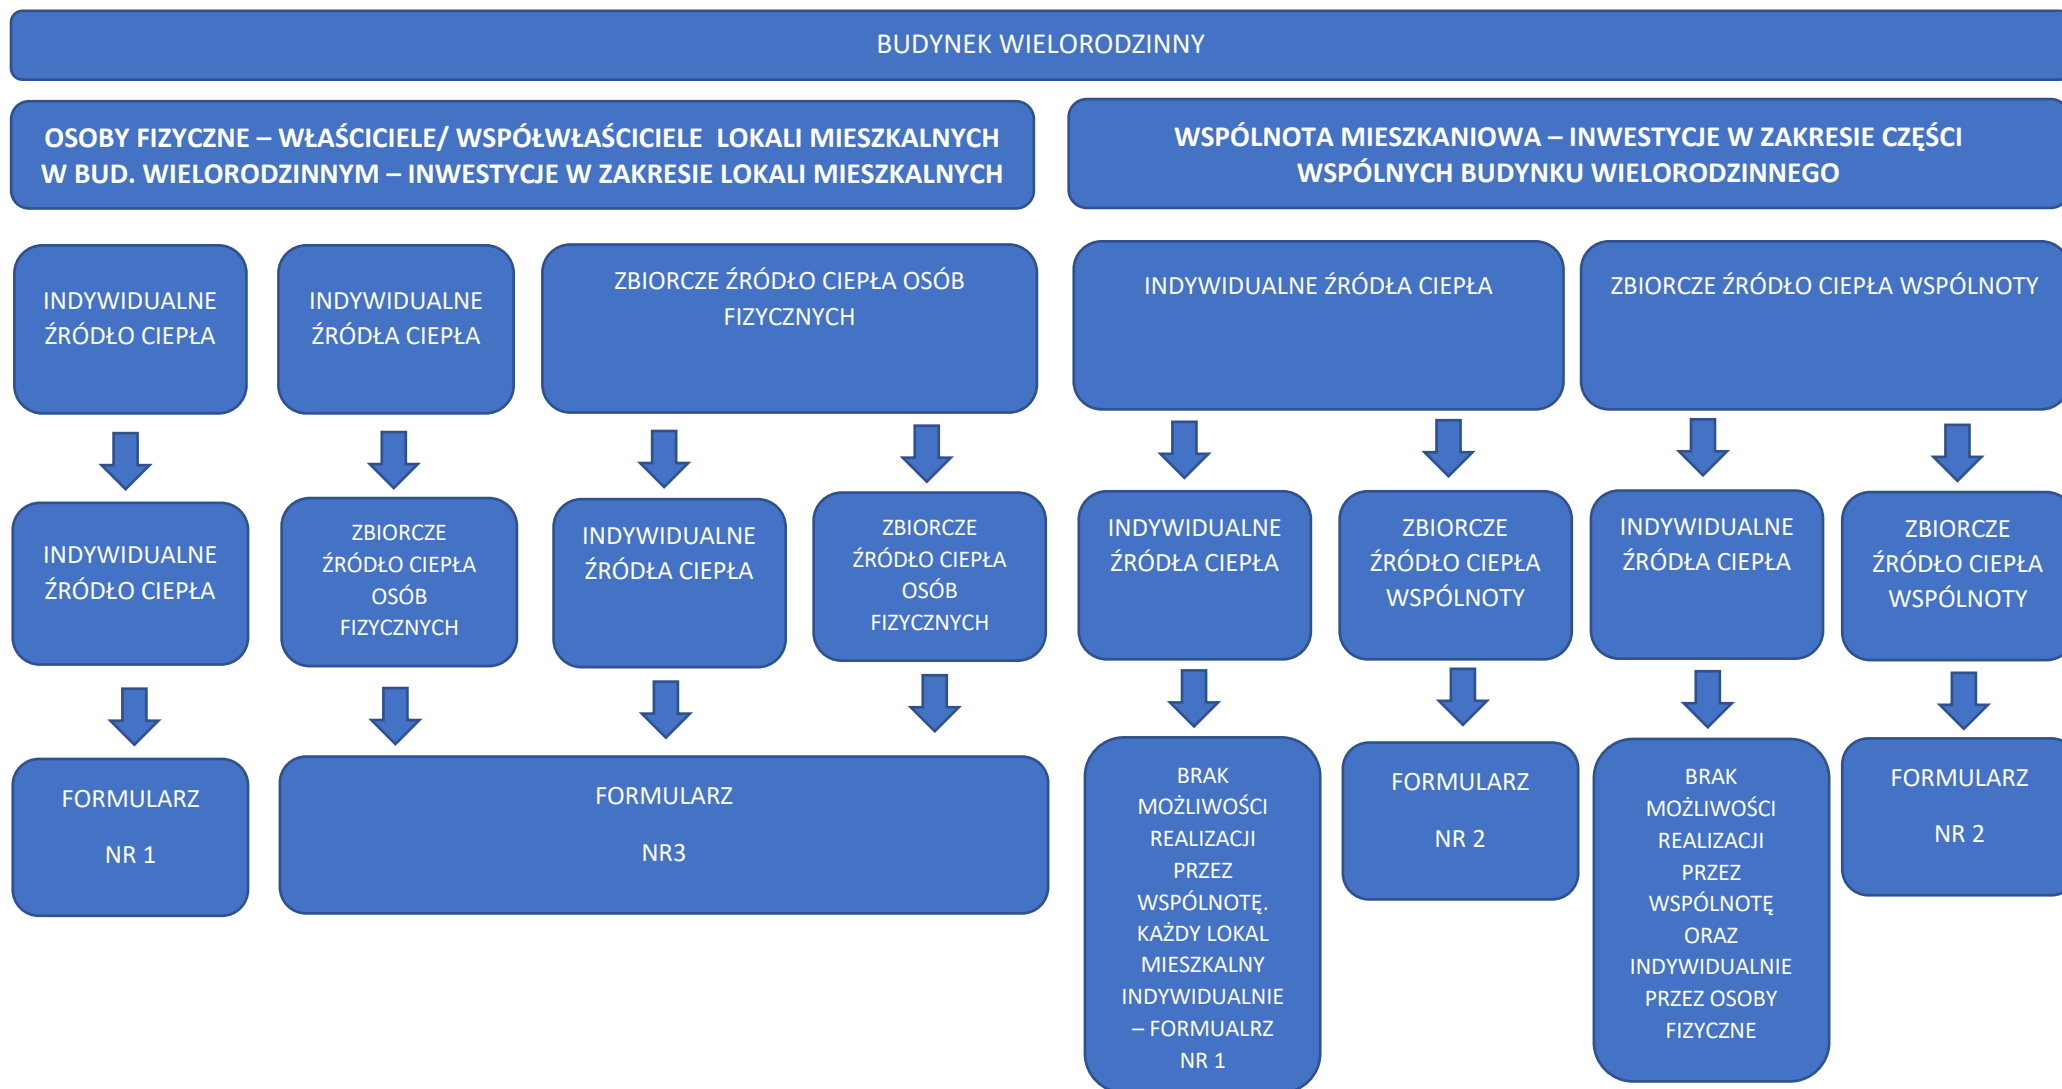 BUDYNEK WIELORODZINNY
OSOBY FIZYCZNE – WŁAŚCICIELE/ WSPÓŁWŁAŚCICIELE LOKALI MIESZKALNYCH
W BUD. WIELORODZINNYM – INWESTYCJE W ZAKRESIE LOKALI MIESZKALNYCH
WSPÓLNOTA MIESZKANIOWA – INWESTYCJE W ZAKRESIE CZĘŚCI
WSPÓLNYCH BUDYNKU WIELORODZINNEGO
INDYWIDUALNE
ŹRÓDŁO CIEPŁA
INDYWIDUALNE
ŹRÓDŁA CIEPŁA
ZBIORCZE ŹRÓDŁO CIEPŁA OSÓB
FIZYCZNYCH
INDYWIDUALNE ŹRÓDŁA CIEPŁA
ZBIORCZE ŹRÓDŁO CIEPŁA WSPÓLNOTY
INDYWIDUALNE
ŹRÓDŁO CIEPŁA
ZBIORCZE
ŹRÓDŁO CIEPŁA
OSÓB
FIZYCZNYCH
INDYWIDUALNE
ŹRÓDŁA CIEPŁA
ZBIORCZE
ŹRÓDŁO CIEPŁA
OSÓB
FIZYCZNYCH
INDYWIDUALNE
ŹRÓDŁA CIEPŁA
ZBIORCZE
ŹRÓDŁO CIEPŁA
WSPÓLNOTY
INDYWIDUALNE
ŹRÓDŁA CIEPŁA
ZBIORCZE
ŹRÓDŁO CIEPŁA
WSPÓLNOTY
FORMULARZ
NR 1
FORMULARZ
NR3
BRAK
MOŻLIWOŚCI
REALIZACJI
PRZEZ
WSPÓLNOTĘ.
KAŻDY LOKAL
MIESZKALNY
INDYWIDUALNIE
– FORMUALRZ
NR 1
FORMULARZ
NR 2
BRAK
MOŻLIWOŚCI
REALIZACJI
PRZEZ
WSPÓLNOTĘ
ORAZ
INDYWIDUALNIE
PRZEZ OSOBY
FIZYCZNE
FORMULARZ
NR 2